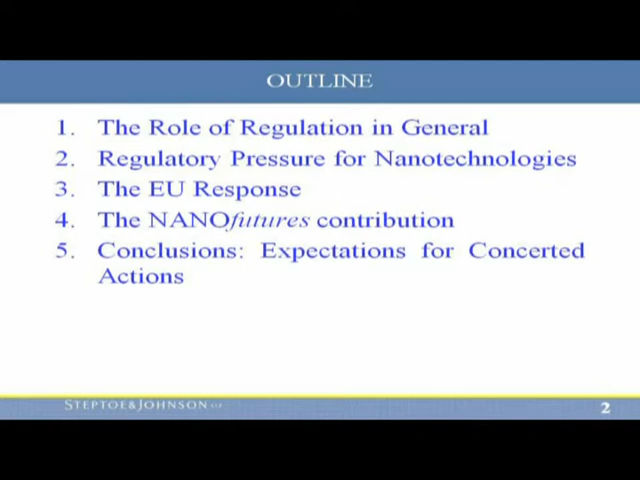 OUTLINE
1. The Role of Regulation in General
2. Regulatory Pressure for Nanotechnologies
3. The EU Response
4. The NANOfutures contribution
5. Conclusions: Expectations for Concerted
Actions
STEPTOE&JOHNSON LLP
2